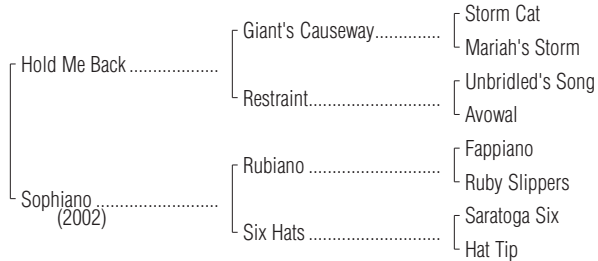 Storm Cat
Giant's Causeway..............
Mariah's Storm
Hold Me Back ...................
Unbridled's Song
Restraint............................
Avowal
Fappiano
Rubiano ............................
Ruby Slippers
Sophiano ..........................
(2002)
Saratoga Six
Six Hats ............................
Hat Tip